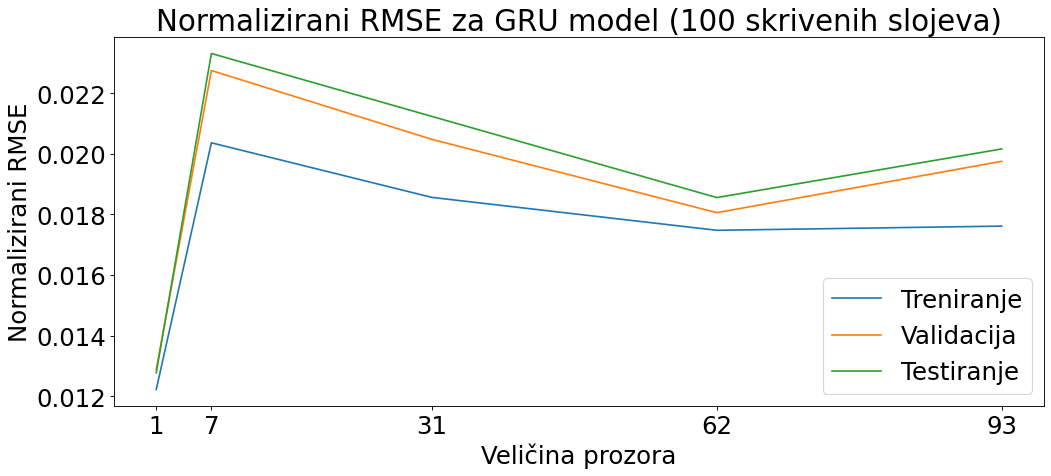 Normalizirani RMSE za GRU model (100 skrivenih slojeva)
Normalizirani RMSE
0.022
0.020
0.018
0.016
0.014
0.012
1 7 31 62 93
Veličina prozora
Treniranje
Validacija
Testiranje